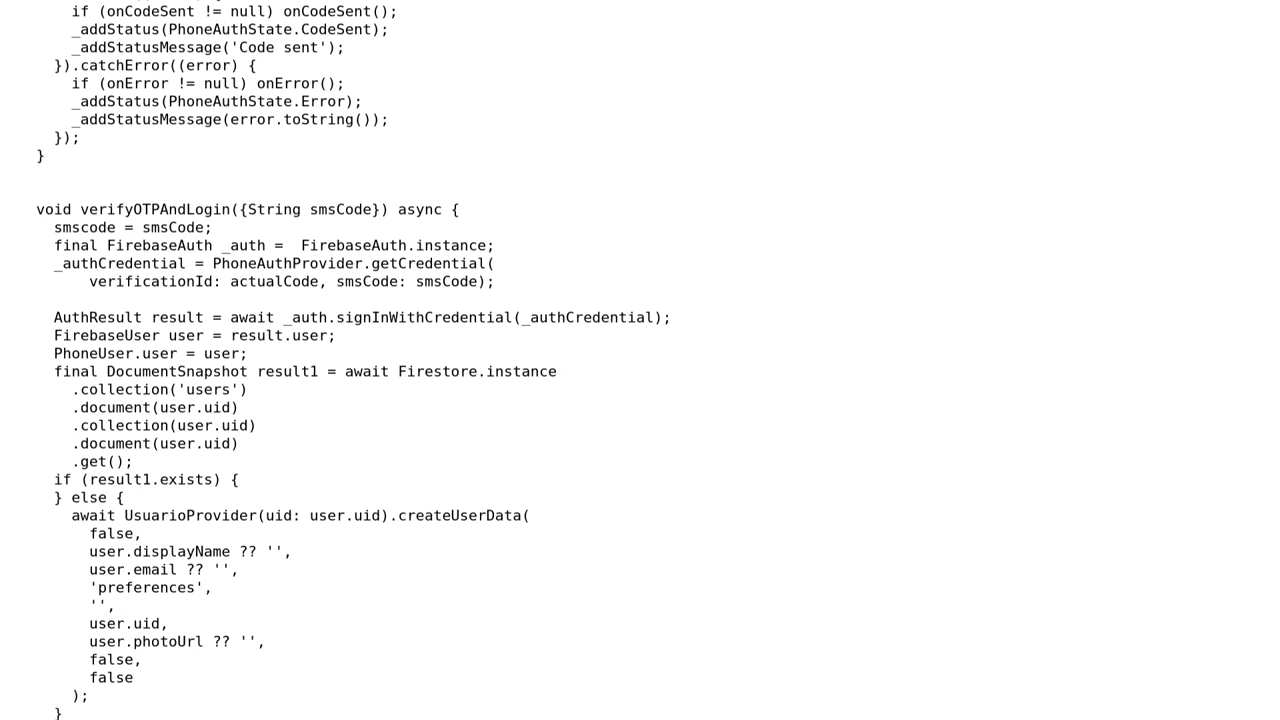 if (onCodeSent != null) onCodeSent();
_addStatus(PhoneAuthState.CodeSent);
_addStatusMessage('Code sent');
}).catchError((error) {
if (onError != null) onError();
_addStatus(PhoneAuthState.Error);
_addStatusMessage(error.toString());
});
}
void verifyOTPAndLogin({String smsCode}) async {
smscode = smsCode;
final FirebaseAuth _auth =  FirebaseAuth.instance;
_authCredential = PhoneAuthProvider.getCredential(
verificationId: actualCode, smsCode: smsCode);
AuthResult result = await _auth.signInWithCredential(_authCredential);
FirebaseUser user = result.user;
PhoneUser.user = user;
final DocumentSnapshot result1 = await Firestore.instance
.collection('users')
.document(user.uid)
.collection(user.uid)
.document(user.uid)
.get();
if (result1.exists) {
} else {
await UsuarioProvider(uid: user.uid).createUserData(
false,
user.displayName ?? '',
user.email ?? '',
'preferences',
'',
user.uid,
user.photoUrl ?? '',
false,
false
);
}